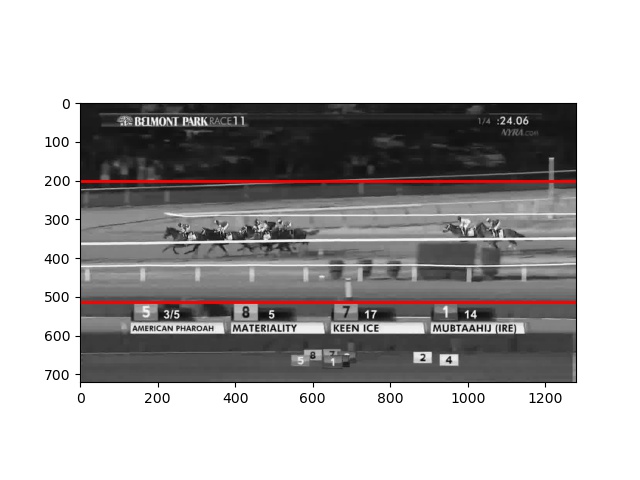 0
100
200
300
400
500
600
700
0 200 400 600 800 1000 1200
BELMONT PARK RACE 11
1/4 :24.06
NYRA.com
5 3/5 8 5 7 17 1 14
AMERICAN PHAROAH MATERIALITY KEEN ICE MUBTAAHIJ (IRE)
5 8 7 1 2 4